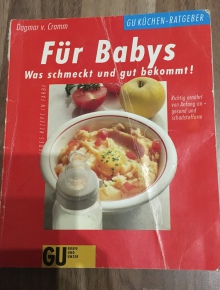 Dagmar v. Cramm
GU KÜCHEN-RATGEBER
Für Babys
Was schmeckt und gut bekommt!
Richtig ernährt
von Anfang an –
gesund und
schadstoffarm
GU